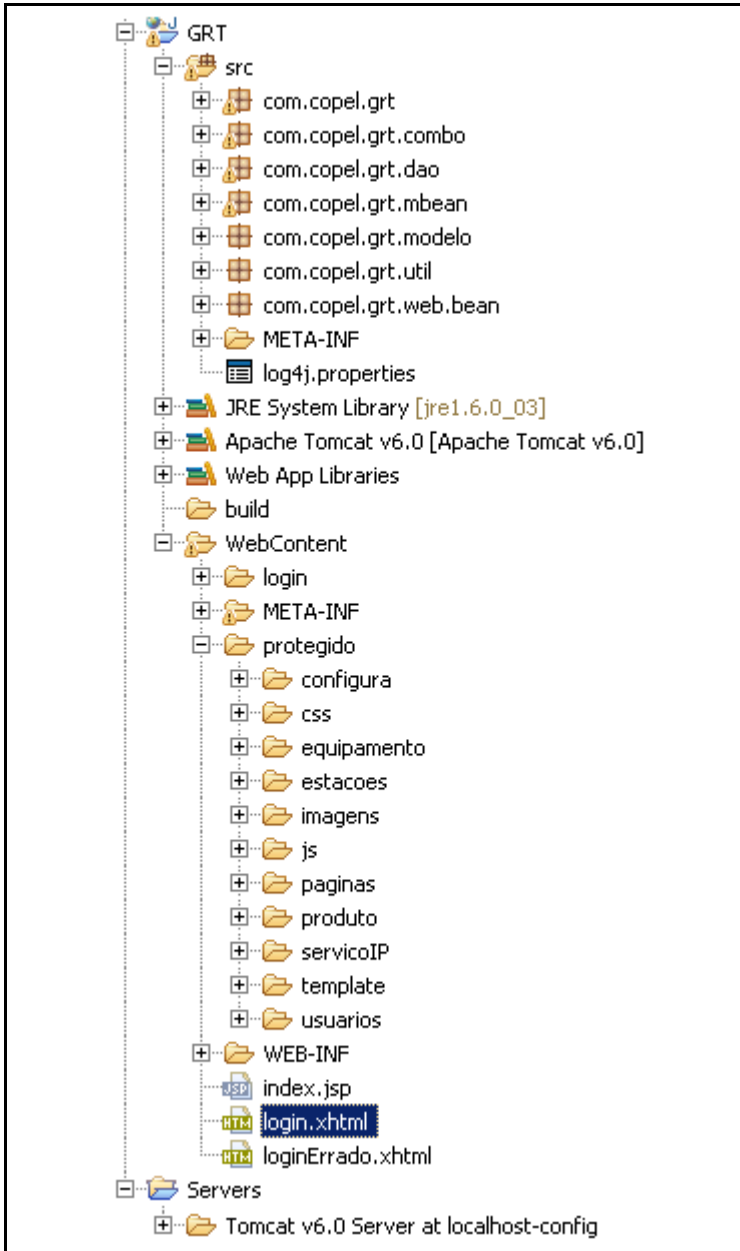 GRT
src
com.copel.grt
com.copel.grt.combo
com.copel.grt.dao
com.copel.grt.mbean
com.copel.grt.modelo
com.copel.grt.util
com.copel.grt.web.bean
META-INF
log4j.properties
JRE System Library [jre1.6.0_03]
Apache Tomcat v6.0 [Apache Tomcat v6.0]
Web App Libraries
build
WebContent
login
META-INF
protegido
configura
css
equipamento
estacoes
imagens
js
paginas
produto
servicoIP
template
usuarios
WEB-INF
index.jsp
login.xhtml
loginErrado.xhtml
Servers
Tomcat v6.0 Server at localhost-config